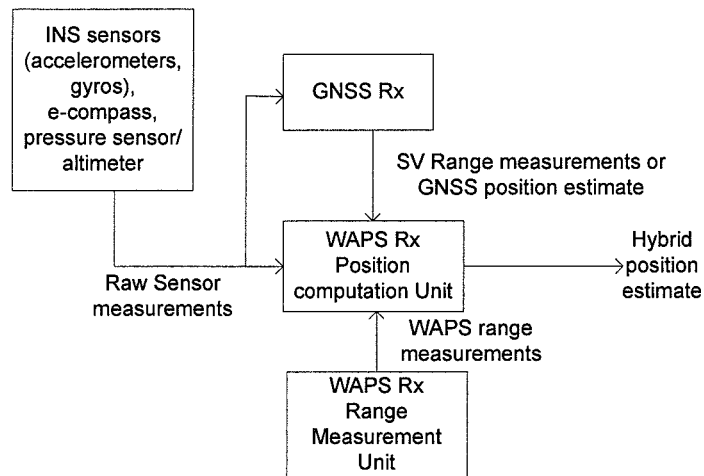 INS sensors
(accelerometers,
gyros),
e-compass,
pressure sensor/
altimeter
GNSS Rx
SV Range measurements or
GNSS position estimate
Raw Sensor
measurements
WAPS Rx
Position
computation Unit
Hybrid
position
estimate
WAPS range
measurements
WAPS Rx
Range
Measurement
Unit